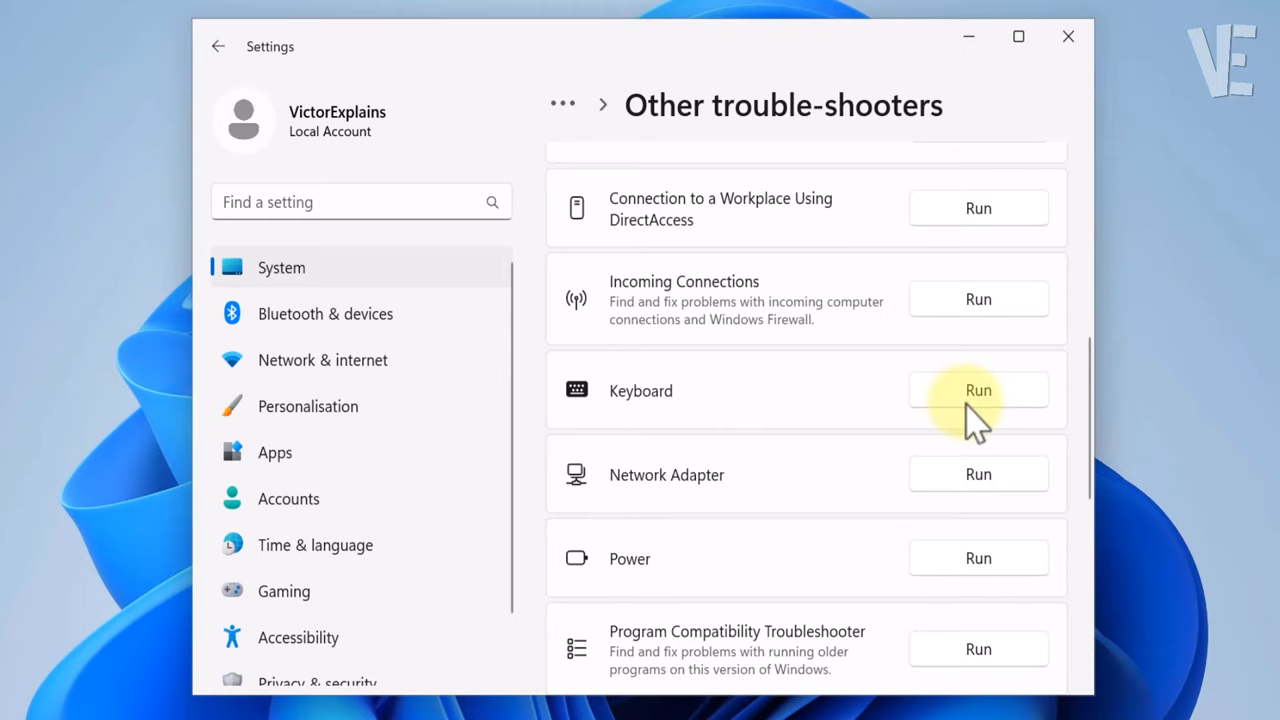 VE
Settings
VictorExplains
Local Account
Find a setting
System
Bluetooth & devices
Network & internet
Personalisation
Apps
Accounts
Time & language
Gaming
Accessibility
Privacy & security
... > Other trouble-shooters
Connection to a Workplace Using
DirectAccess
Run
Incoming Connections
Find and fix problems with incoming computer
connections and Windows Firewall.
Run
Keyboard
Run
Network Adapter
Run
Power
Run
Program Compatibility Troubleshooter
Find and fix problems with running older
programs on this version of Windows.
Run